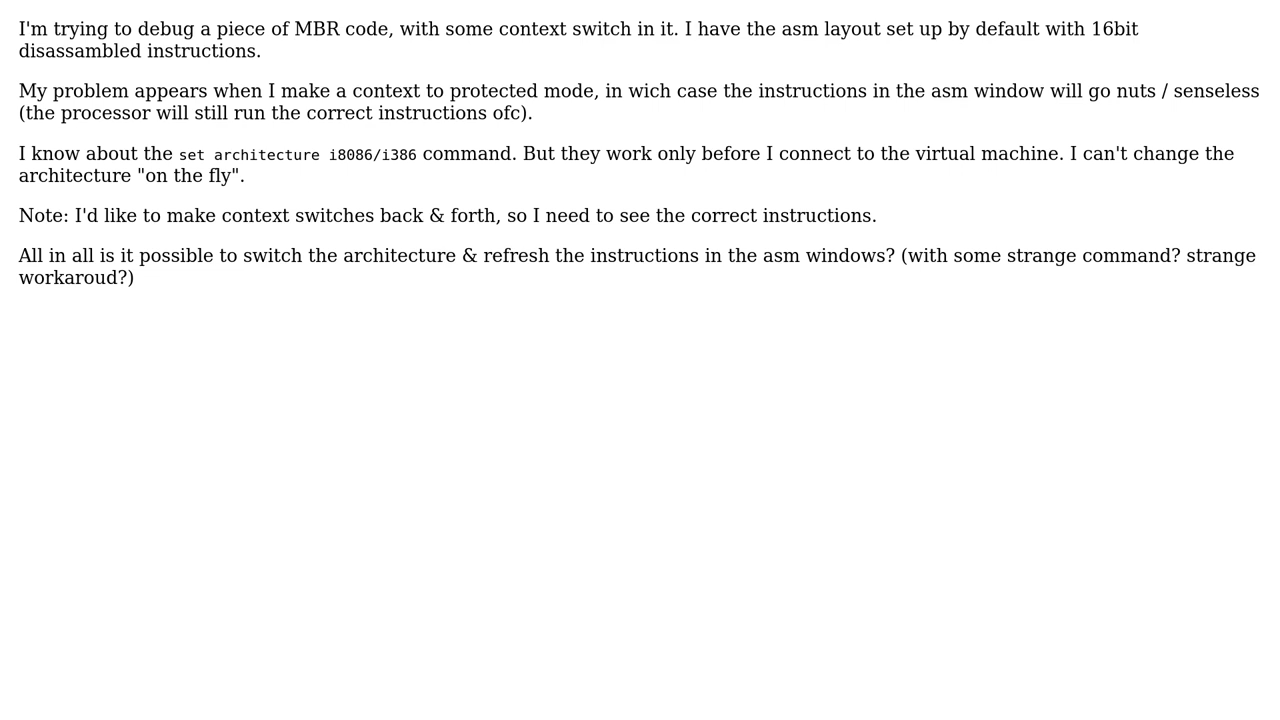 I'm trying to debug a piece of MBR code, with some context switch in it. I have the asm layout set up by default with 16bit
disassambled instructions.
My problem appears when I make a context to protected mode, in wich case the instructions in the asm window will go nuts / senseless
(the processor will still run the correct instructions ofc).
I know about the set architecture i8086/i386 command. But they work only before I connect to the virtual machine. I can't change the
architecture "on the fly".
Note: I'd like to make context switches back & forth, so I need to see the correct instructions.
All in all is it possible to switch the architecture & refresh the instructions in the asm windows? (with some strange command? strange
workaroud?)